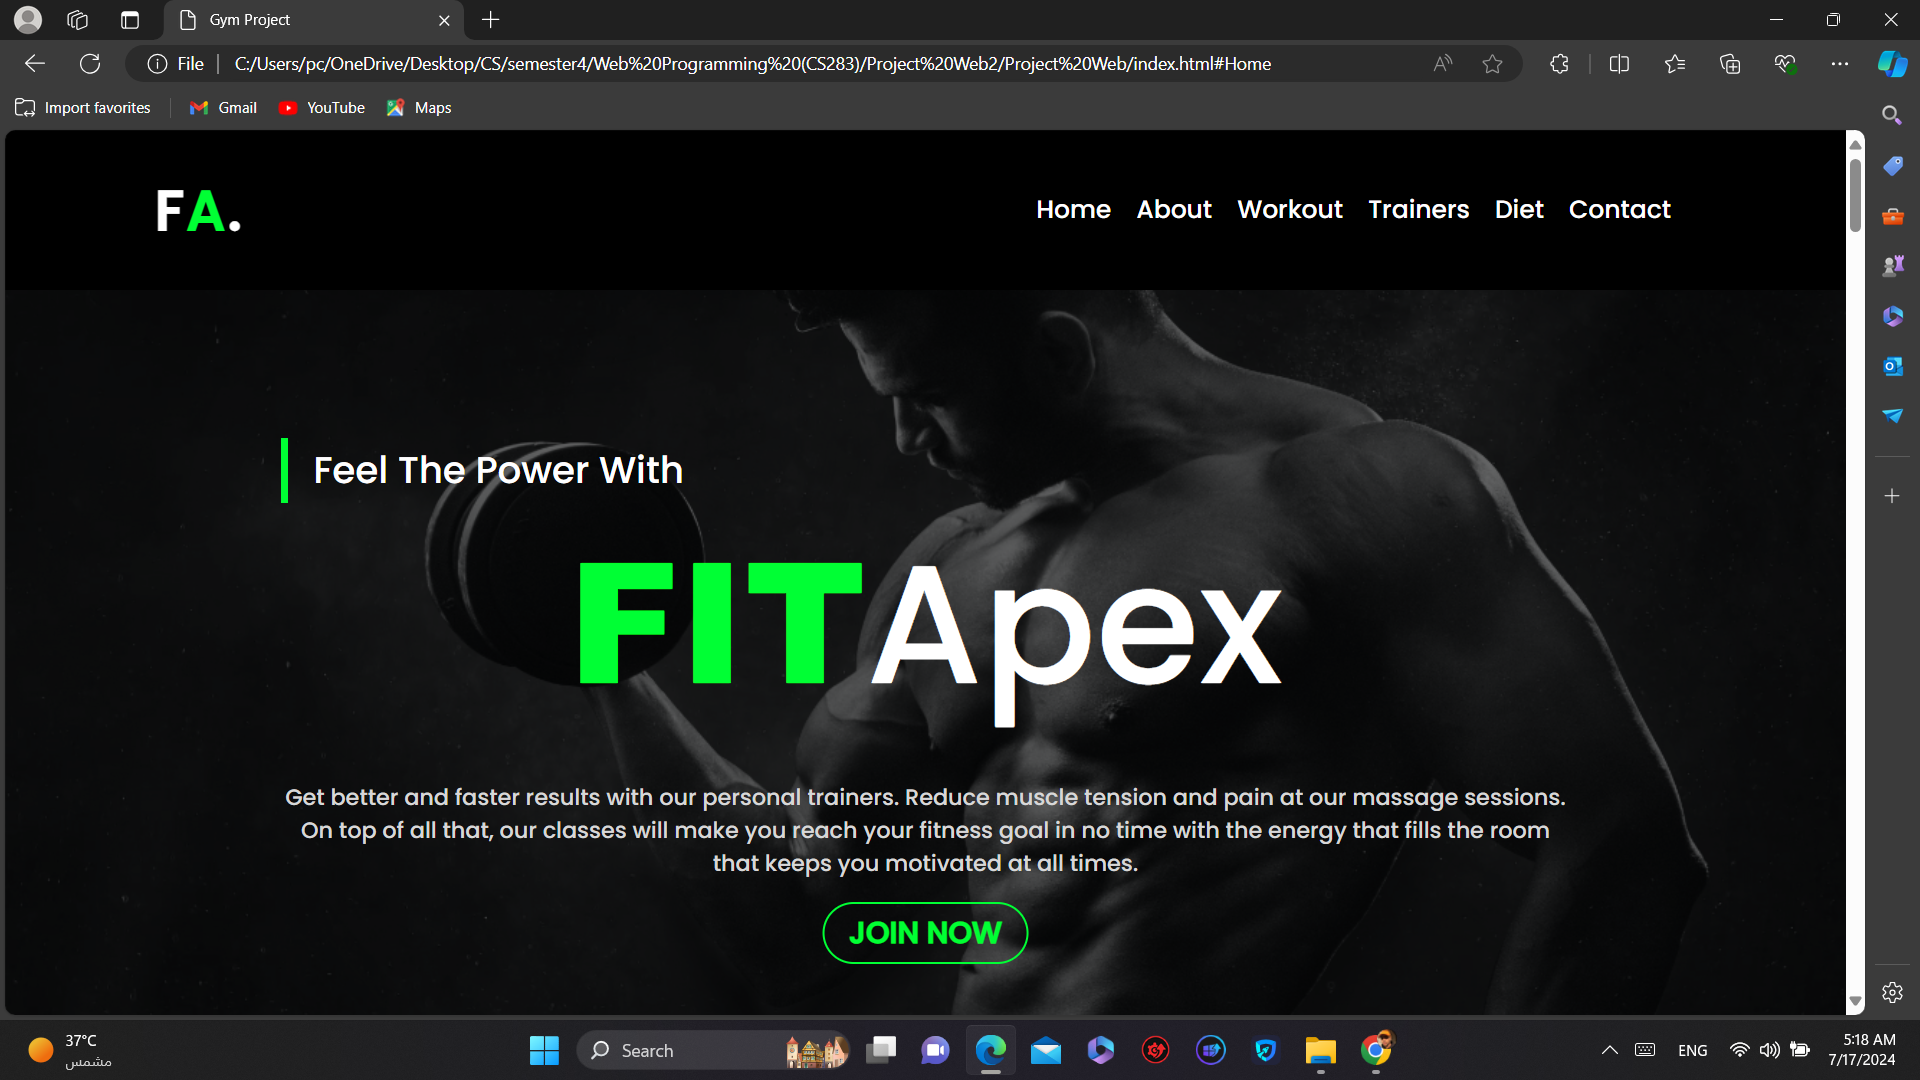 Gym Project
File
C:/Users/pc/OneDrive/Desktop/CS/semester4/Web%20Programming%20(CS283)/Project%20Web2/Project%20Web/index.html#Home
Import favorites
Gmail
YouTube
Maps
FA.
Home About Workout Trainers Diet Contact
Feel The Power With
FITApex
Get better and faster results with our personal trainers. Reduce muscle tension and pain at our massage sessions.
On top of all that, our classes will make you reach your fitness goal in no time with the energy that fills the room
that keeps you motivated at all times.
JOIN NOW
37°C
مشمس
Search
ENG
5:18 AM
7/17/2024